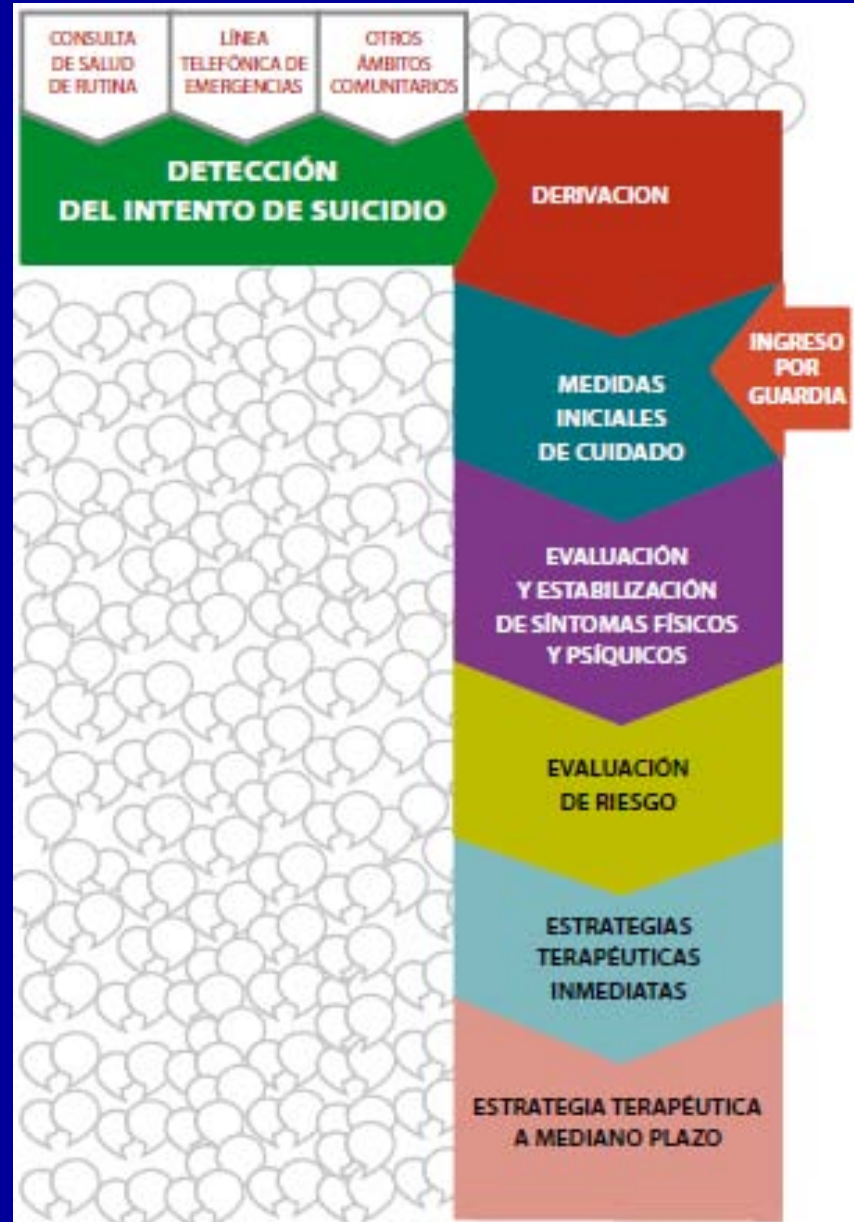 CONSULTA
DE SALUD
DE RUTINA
LÍNEA
TELEFÓNICA DE
EMERGENCIAS
OTROS
ÁMBITOS
COMUNITARIOS
DETECCIÓN
DEL INTENTO DE SUICIDIO
DERIVACION
INGRESO
POR
GUARDIA
MEDIDAS
INICIALES
DE CUIDADO
EVALUACIÓN
Y ESTABILIZACIÓN
DE SÍNTOMAS FÍSICOS
Y PSÍQUICOS
EVALUACIÓN
DE RIESGO
ESTRATEGIAS
TERAPÉUTICAS
INMEDIATAS
ESTRATEGIA TERAPÉUTICA
A MEDIANO PLAZO